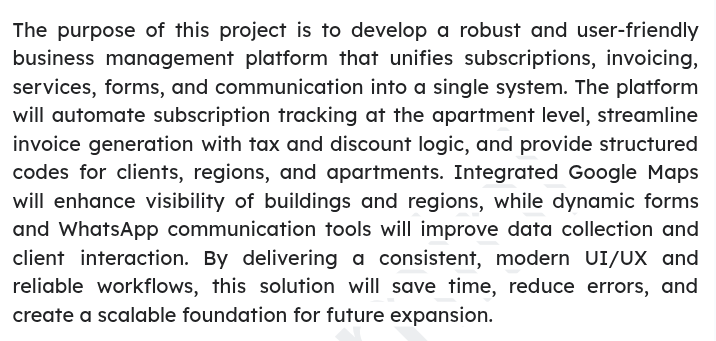 The purpose of this project is to develop a robust and user-friendly
business management platform that unifies subscriptions, invoicing,
services, forms, and communication into a single system. The platform
will automate subscription tracking at the apartment level, streamline
invoice generation with tax and discount logic, and provide structured
codes for clients, regions, and apartments. Integrated Google Maps
will enhance visibility of buildings and regions, while dynamic forms
and WhatsApp communication tools will improve data collection and
client interaction. By delivering a consistent, modern UI/UX and
reliable workflows, this solution will save time, reduce errors, and
create a scalable foundation for future expansion.